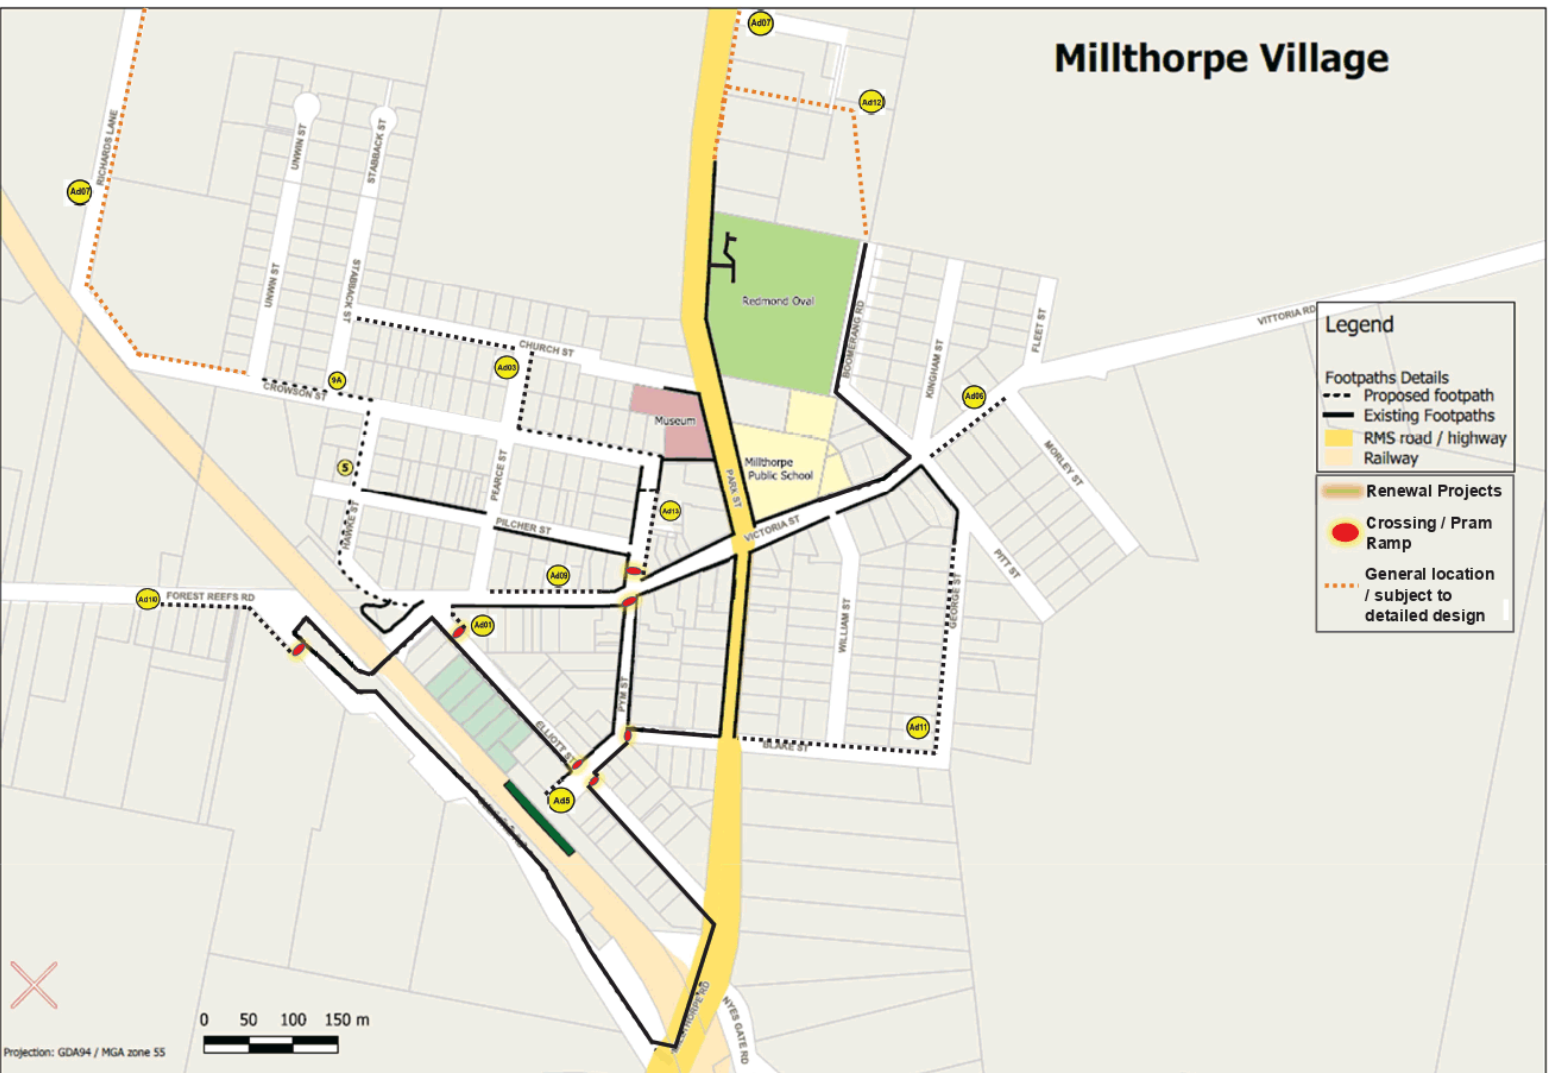 Millthorpe Village
Ad07
Ad12
RICHARDS LANE
UNWIN ST
STABBACK ST
Ad07
UNWIN ST
STABBACK ST
Redmond Oval
BOOMERANG RD
KINGHAM ST
FLEET ST
VITTORIA RD
CHURCH ST
Ad03
9A
CROWSON ST
Museum
Ad06
Millthorpe
Public School
MORLEY ST
5
PEARCE ST
PARK ST
Ad13
HAWKE ST
PILCHER ST
VICTORIA ST
PITT ST
Ad09
Ad10
FOREST REEFS RD
GEORGE ST
WILLIAM ST
Ad01
PYM ST
ELLIOTT ST
Ad11
BLAKE ST
Ad5
MILLTHORPE RD
NYES GATE RD
Legend
Footpaths Details
Proposed footpath
Existing Footpaths
RMS road / highway
Railway
Renewal Projects
Crossing / Pram
Ramp
General location
/ subject to
detailed design
0 50 100 150 m
Projection: GDA94 / MGA zone 55